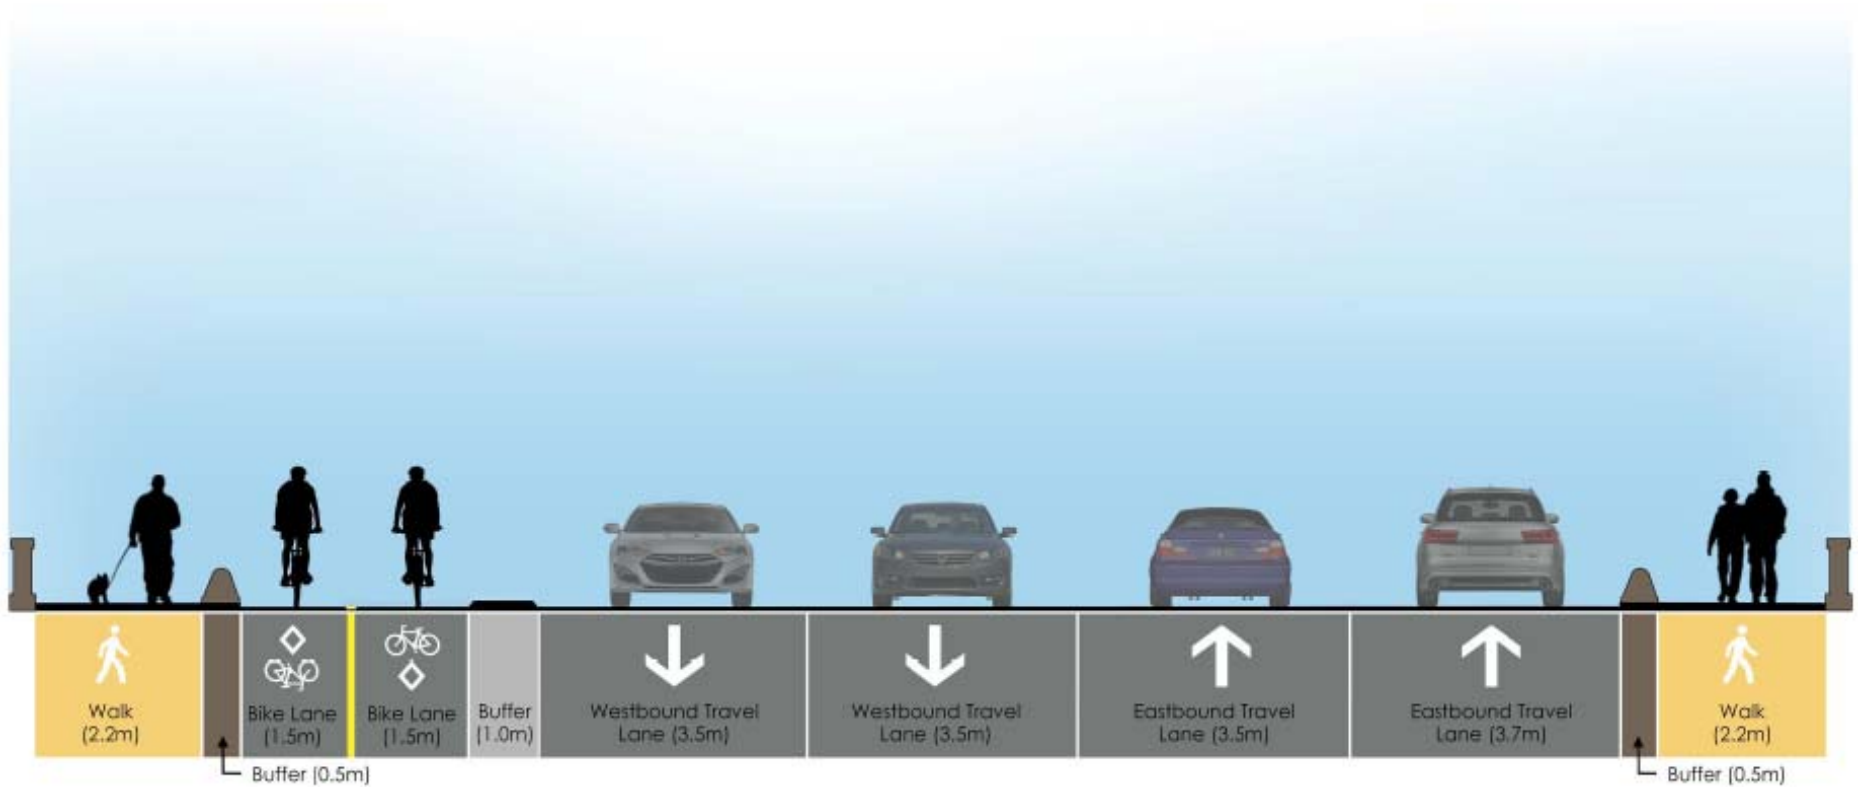 Walk
(2.2m)
Buffer (0.5m)
Bike Lane
(1.5m)
Bike Lane
(1.5m)
Buffer
(1.0m)
Westbound Travel
Lane (3.5m)
Westbound Travel
Lane (3.5m)
Eastbound Travel
Lane (3.5m)
Eastbound Travel
Lane (3.7m)
Buffer (0.5m)
Walk
(2.2m)